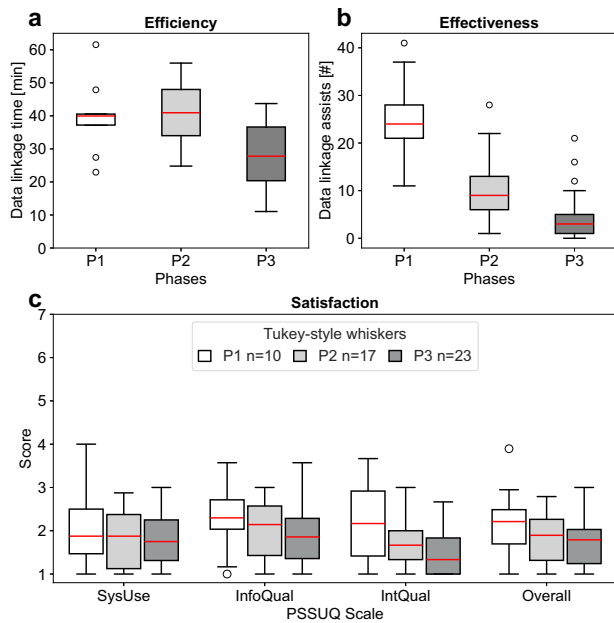 a
Efficiency
Data linkage time [min]
60
50
40
30
20
10
0
P1 P2 P3
Phases
b
Effectiveness
Data linkage assists [#]
40
30
20
10
0
P1 P2 P3
Phases
c
Satisfaction
Tukey-style whiskers
P1 n=10 P2 n=17 P3 n=23
Score
7
6
5
4
3
2
1
SysUse InfoQual IntQual Overall
PSSUQ Scale